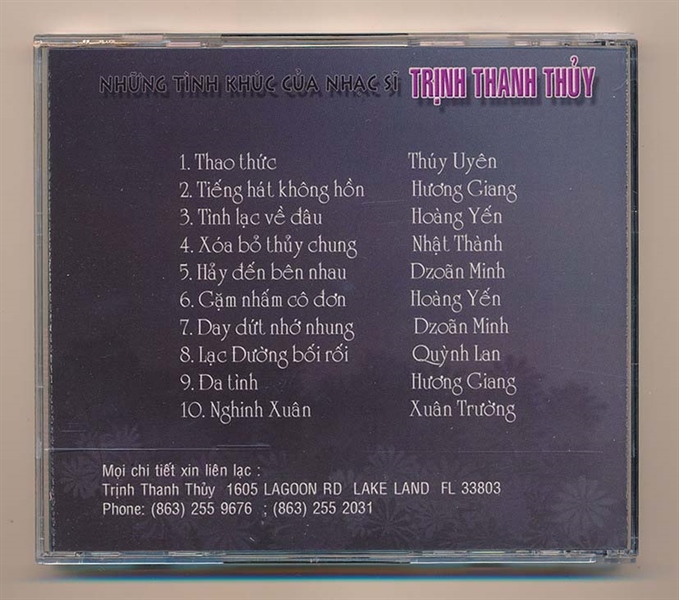 NHỮNG TÌNH KHÚC CỦA NHẠC SĨ TRỊNH THANH THỦY
1. Thao thức Thúy Uyên
2. Tiếng hát không hồn Hương Giang
3. Tình lạc về đâu Hoàng Yến
4. Xóa bỏ thủy chung Nhật Thành
5. Hẩy đến bên nhau Dzoãn Minh
6. Gặm nhấm cô đơn Hoàng Yến
7. Day dứt nhớ nhung Dzoãn Minh
8. Lạc Đường bối rối Quỳnh Lan
9. Da tình Hương Giang
10. Nghinh Xuân Xuân Trường
Mọi chi tiết xin liên lạc :
Trịnh Thanh Thủy 1605 LAGOON RD LAKE LAND FL 33803
Phone: (863) 255 9676 : (863) 255 2031